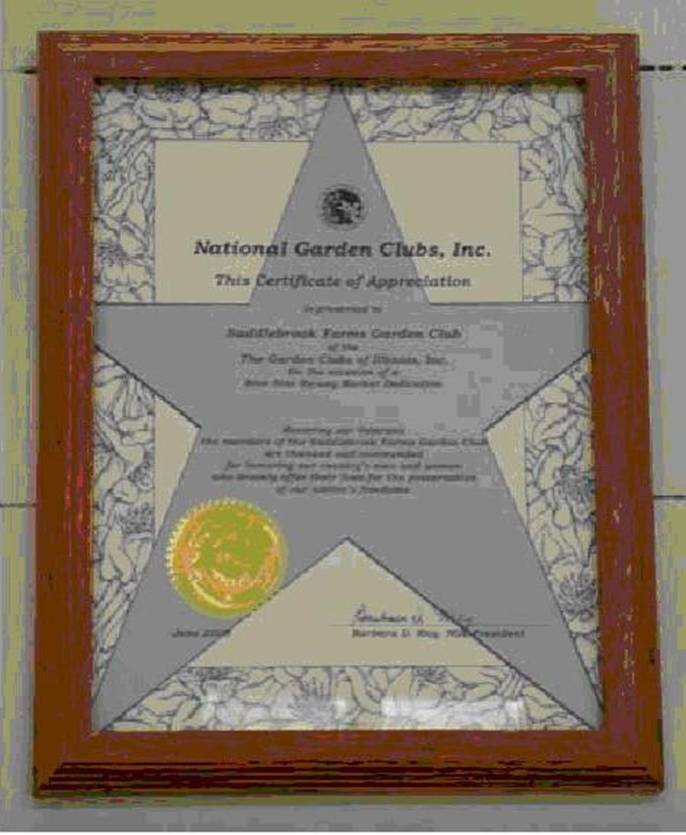 National Garden Clubs, Inc.
This Certificate of Appreciation
is presented to
Saddlebrook Farms Garden Club
of the
The Garden Clubs of Illinois, Inc.
On the occasion of a
Blue Star Byway Marker Dedication
Honoring our Veterans
the members of the Saddlebrook Farms Garden Club
are thanked and commended
for honoring our country's men and women
who bravely offer their lives for the preservation
of our nation's freedoms
June
Barbara D. May, NGC President